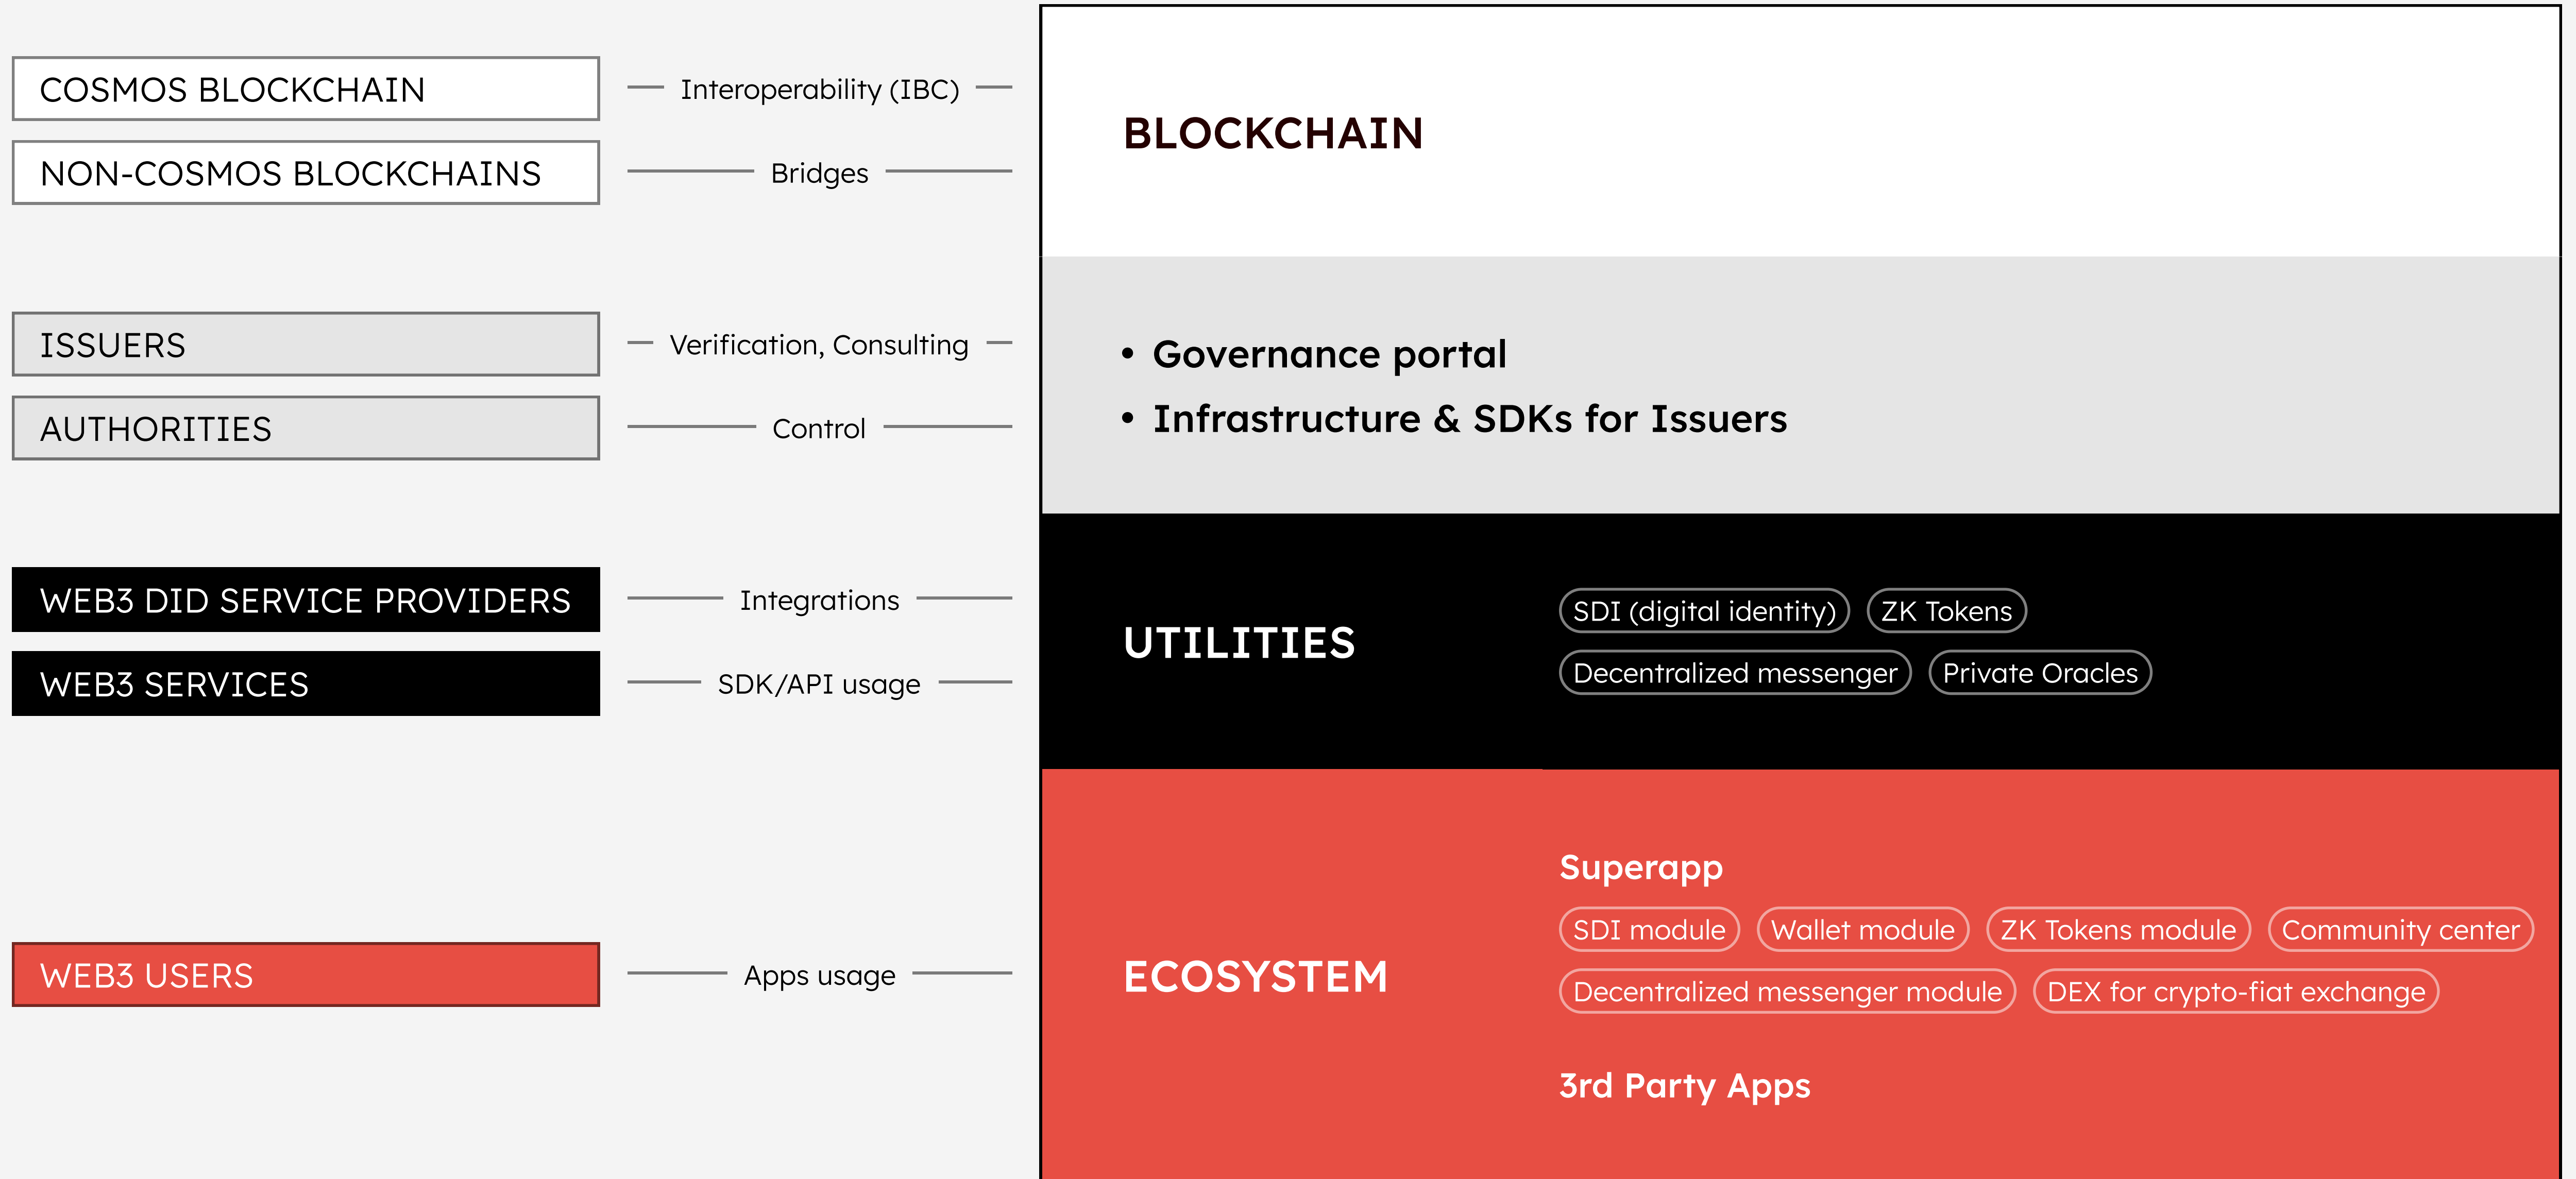 COSMOS BLOCKCHAIN
Interoperability (IBC)
NON-COSMOS BLOCKCHAINS
Bridges
BLOCKCHAIN
ISSUERS
Verification, Consulting
AUTHORITIES
Control
• Governance portal
• Infrastructure & SDKs for Issuers
WEB3 DID SERVICE PROVIDERS
Integrations
WEB3 SERVICES
SDK/API usage
UTILITIES
SDI (digital identity)
ZK Tokens
Decentralized messenger
Private Oracles
WEB3 USERS
Apps usage
ECOSYSTEM
Superapp
SDI module
Wallet module
ZK Tokens module
Community center
Decentralized messenger module
DEX for crypto-fiat exchange
3rd Party Apps